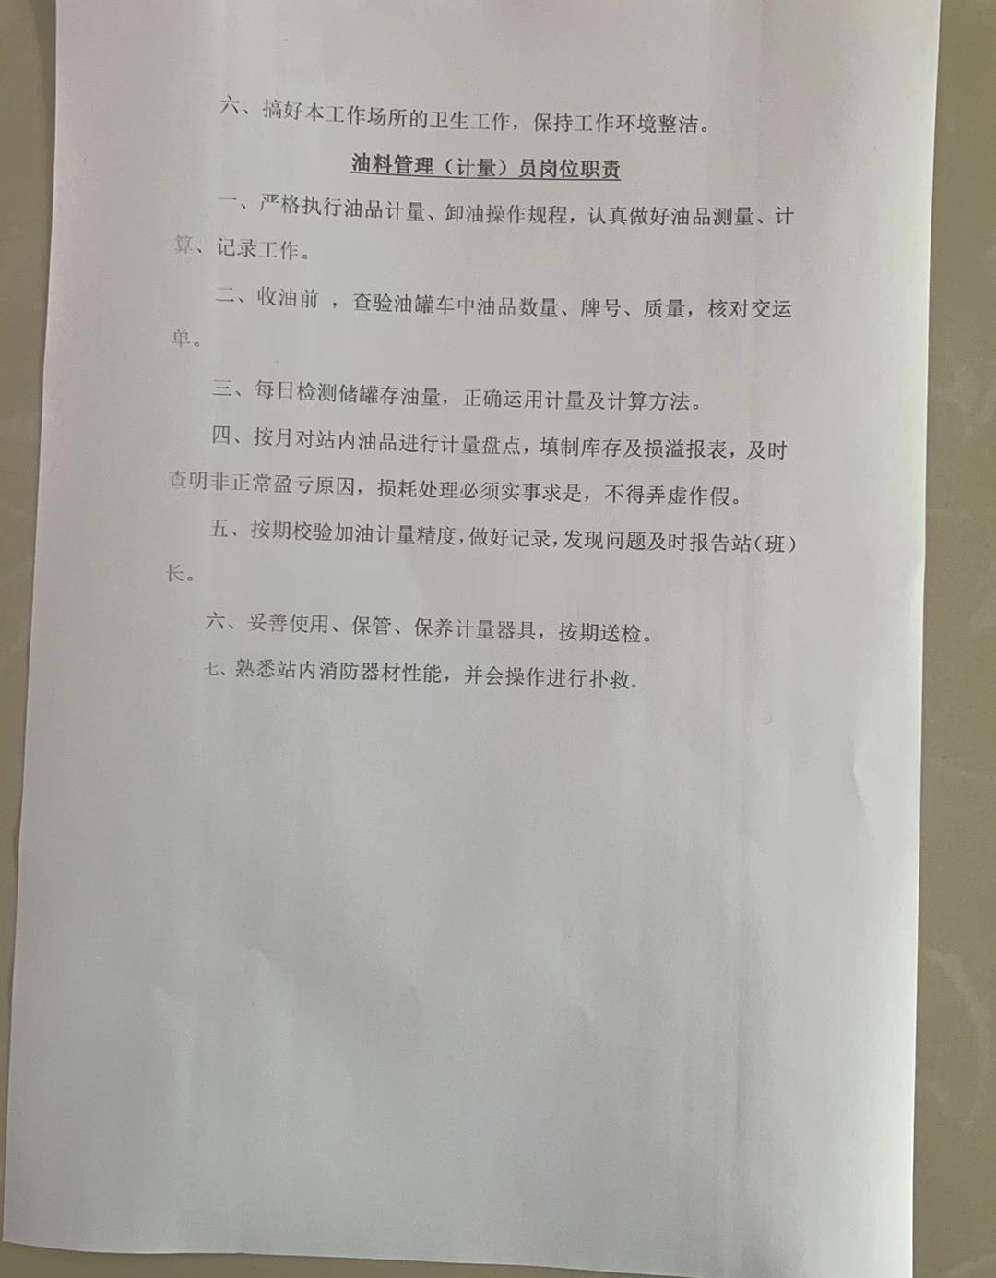 六、搞好本工作场所的卫生工作，保持工作环境整洁。
油料管理（计量）员岗位职责
一、严格执行油品计量、卸油操作规程，认真做好油品测量、计
算、记录工作。
二、收油前 ，查验油罐车中油品数量、牌号、质量，核对交运
单。
三、每日检测储罐存油量，正确运用计量及计算方法。
四、按月对站内油品进行计量盘点，填制库存及损溢报表，及时
查明非正常盈亏原因，损耗处理必须实事求是，不得弄虚作假。
五、按期校验加油计量精度,做好记录,发现问题及时报告站(班)
长。
六、妥善使用、保管、保养计量器具，按期送检。
七、熟悉站内消防器材性能，并会操作进行扑救.